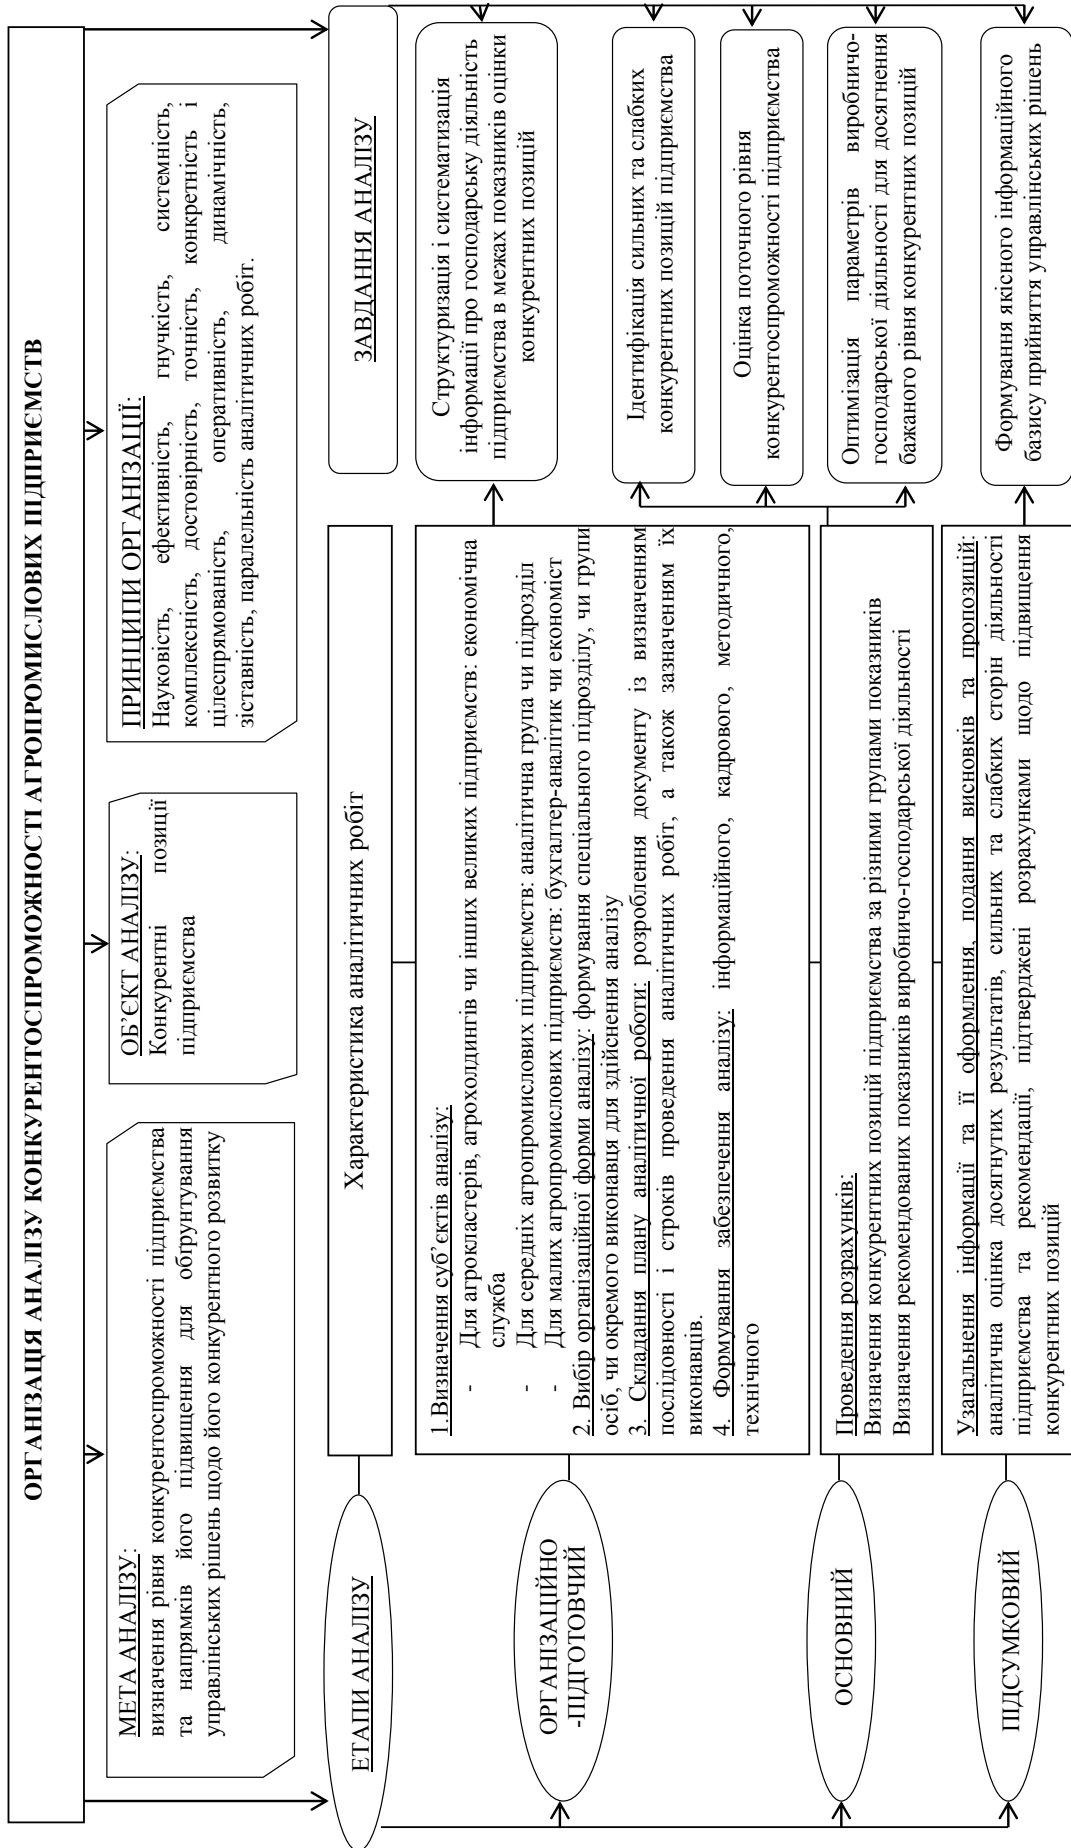 ОРГАНІЗАЦІЯ АНАЛІЗУ КОНКУРЕНТОСПРОМОЖНОСТІ АГРОПРОМИСЛОВИХ ПІДПРИЄМСТВ
МЕТА АНАЛІЗУ:
визначення рівня конкурентоспроможності підприємства
та напрямків його підвищення для обґрунтування
управлінських рішень щодо його конкурентного розвитку
ОБ’ЄКТ АНАЛІЗУ:
Конкурентні позиції
підприємства
ПРИНЦИПИ ОРГАНІЗАЦІЇ:
Науковість, ефективність, гнучкість, системність,
комплексність, достовірність, точність, конкретність і
цілеспрямованість, оперативність, динамічність,
зіставність, паралельність аналітичних робіт.
ЕТАПИ АНАЛІЗУ
Характеристика аналітичних робіт
ЗАВДАННЯ АНАЛІЗУ
ОРГАНІЗАЦІЙНО
-ПІДГОТОВЧИЙ
1.Визначення суб’єктів аналізу:
- Для агрокластерів, агрохолдингів чи інших великих підприємств: економічна
служба
- Для середніх агропромислових підприємств: аналітична група чи підрозділ
- Для малих агропромислових підприємств: бухгалтер-аналітик чи економіст
2. Вибір організаційної форми аналізу: формування спеціального підрозділу, чи групи
осіб, чи окремого виконавця для здійснення аналізу
3. Складання плану аналітичної роботи: розроблення документу із визначенням
послідовності і строків проведення аналітичних робіт, а також зазначенням їх
виконавців.
4. Формування забезпечення аналізу: інформаційного, кадрового, методичного,
технічного
Структуризація і систематизація
інформації про господарську діяльність
підприємства в межах показників оцінки
конкурентних позицій
ОСНОВНИЙ
Проведення розрахунків:
Визначення конкурентних позицій підприємства за різними групами показників
Визначення рекомендованих показників виробничо-господарської діяльності
Ідентифікація сильних та слабких
конкурентних позицій підприємства
Оцінка поточного рівня
конкурентоспроможності підприємства
Оптимізація параметрів виробничо-
господарської діяльності для досягнення
бажаного рівня конкурентних позицій
ПІДСУМКОВИЙ
Узагальнення інформації та її оформлення, подання висновків та пропозицій:
аналітична оцінка досягнутих результатів, сильних та слабких сторін діяльності
підприємства та рекомендації, підтверджені розрахунками щодо підвищення
конкурентних позицій
Формування якісного інформаційного
базису прийняття управлінських рішень